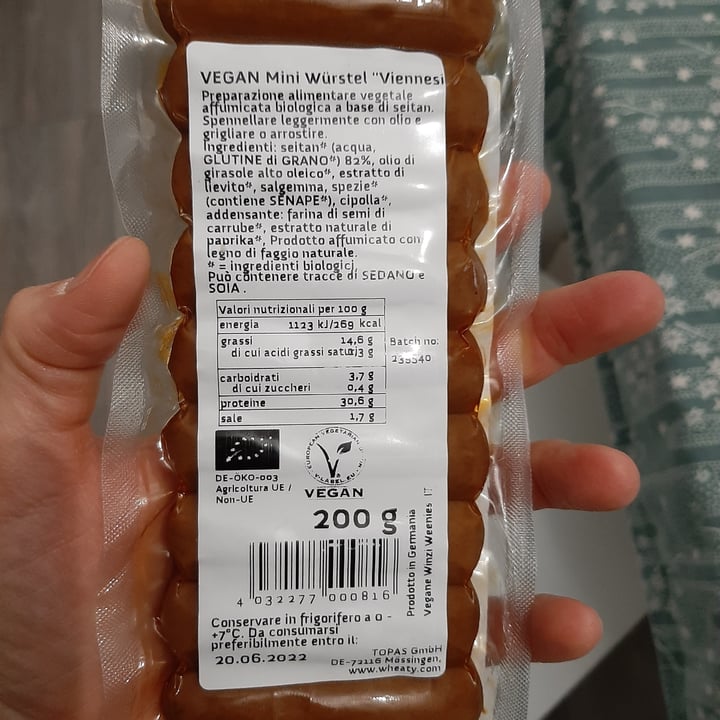 VEGAN Mini Würstel "Viennesi
Preparazione alimentare vegetale
affumicata biologica a base di seitan.
Spennellare leggermente con olio e
grigliare o arrostire.
Ingredienti: seitan* (acqua,
GLUTINE di GRANO*) 82%, olio di
girasole alto oleico*, estratto di
lievito*, salgemma, spezie*
(contiene SENAPE*), cipolla*,
addensante: farina di semi di
carrube*, estratto naturale di
paprika*, Prodotto affumicato con
legno di faggio naturale.
* = ingredienti biologici
Può contenere tracce di SEDANO e
SOIA.
Valori nutrizionali per 100 g
energia 1123 kJ/269 kcal
grassi 14,6 g
di cui acidi grassi saturi
carboidrati 3,7 g
di cui zuccheri 0,4 g
proteine 30,6 g
sale 1,7 g
Batch no:
235540
DE-ÖKO-003
Agricoltura UE /
Non-UE
EUROPEAN VEGETARIAN
V-LABEL.EU
VEGAN
200 g
4 032277 000816
Prodotto in Germania
Vegane Winzi Weenies IT
Conservare in frigorifero a 0 -
+7°C. Da consumarsi
preferibilmente entro il:
20.06.2022
TOPAS GmbH
DE-72116 Mössingen,
www.wheaty.com